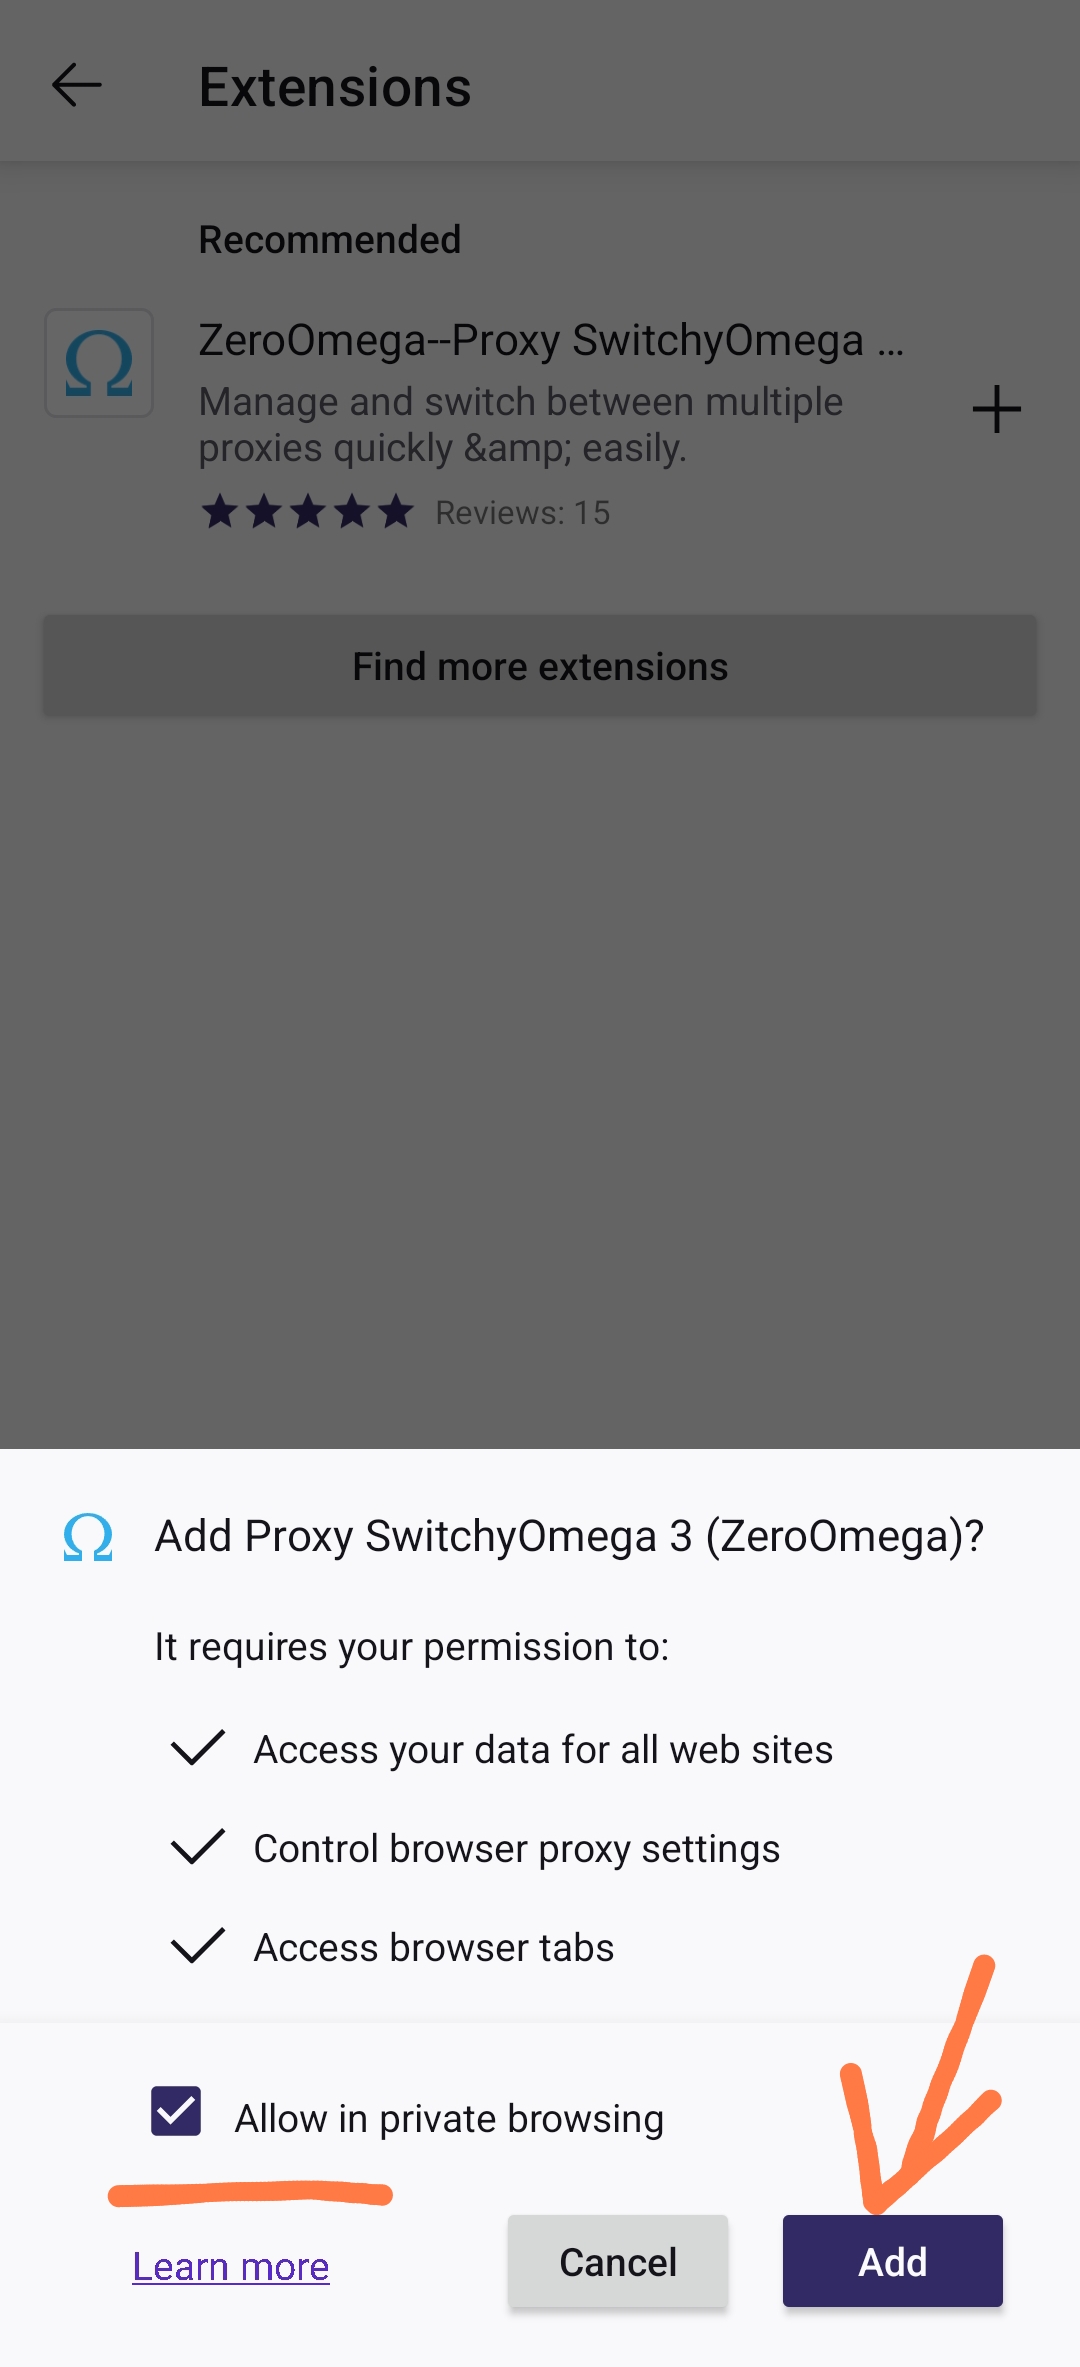 Extensions
Recommended
ZeroOmega--Proxy SwitchyOmega ...
Manage and switch between multiple
proxies quickly &amp; easily.
Reviews: 15
Find more extensions
Add Proxy SwitchyOmega 3 (ZeroOmega)?
It requires your permission to:
Access your data for all web sites
Control browser proxy settings
Access browser tabs
Allow in private browsing
Learn more
Cancel
Add